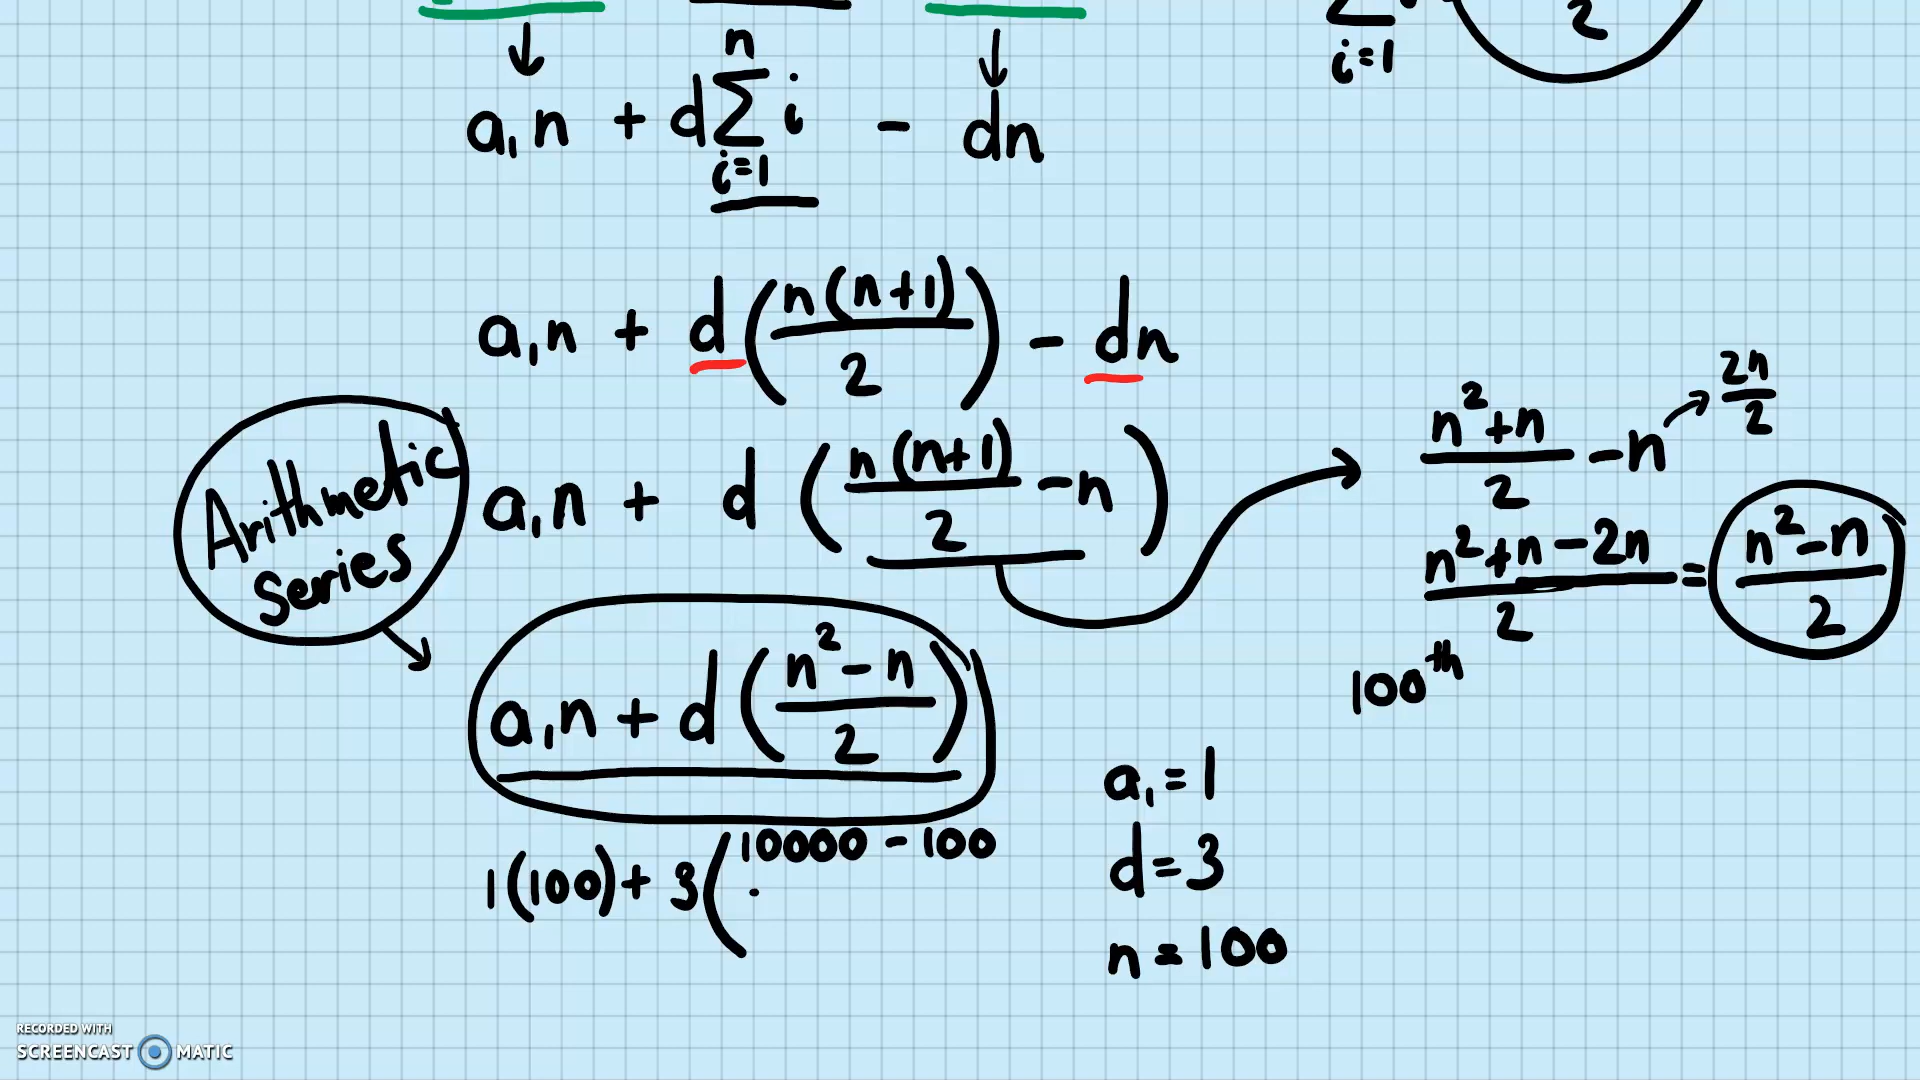 a₁n + d∑ⁿᵢ₌₁ i - dn
∑ᵢ₌₁
2
a₁n + d(n(n+1)/2) - dn
Arithmetic
series
a₁n + d (n(n+1)/2 - n)
(n²+n)/2 - n → 2n/2
(n²+n-2n)/2 = (n²-n)/2
a₁n + d((n²-n)/2)
100ᵗʰ
a₁ = 1
d = 3
n = 100
1(100) + 3(10000 - 100
RECORDED WITH
SCREENCAST MATIC